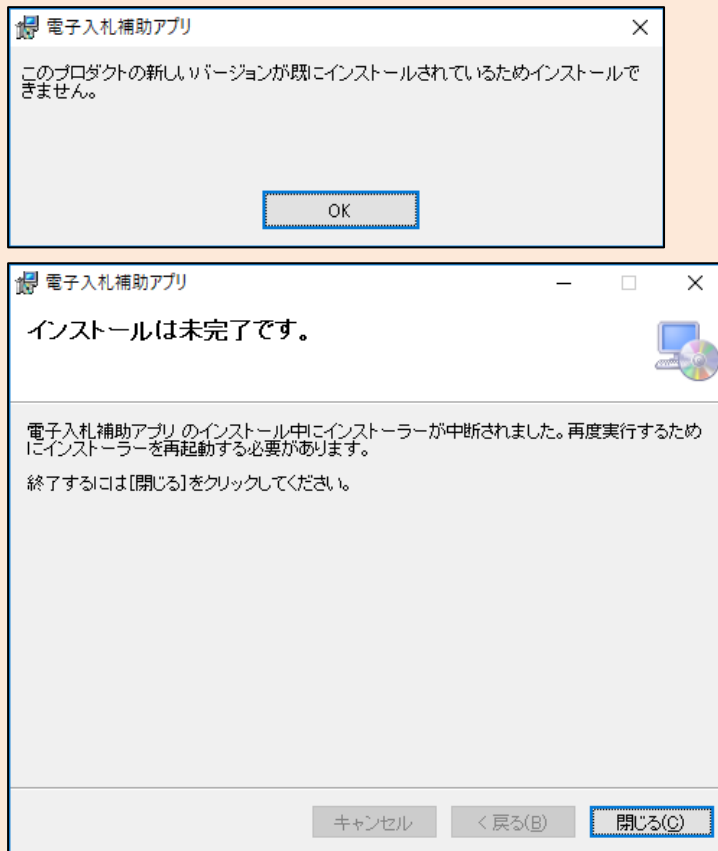 電子入札補助アプリ
このプロダクトの新しいバージョンが既にインストールされているためインストールで
きません。
OK
電子入札補助アプリ
インストールは未完了です。
電子入札補助アプリ のインストール中にインストーラーが中断されました。再度実行するため
にインストーラーを再起動する必要があります。
終了するには[閉じる]をクリックしてください。
キャンセル
< 戻る(B)
閉じる(C)